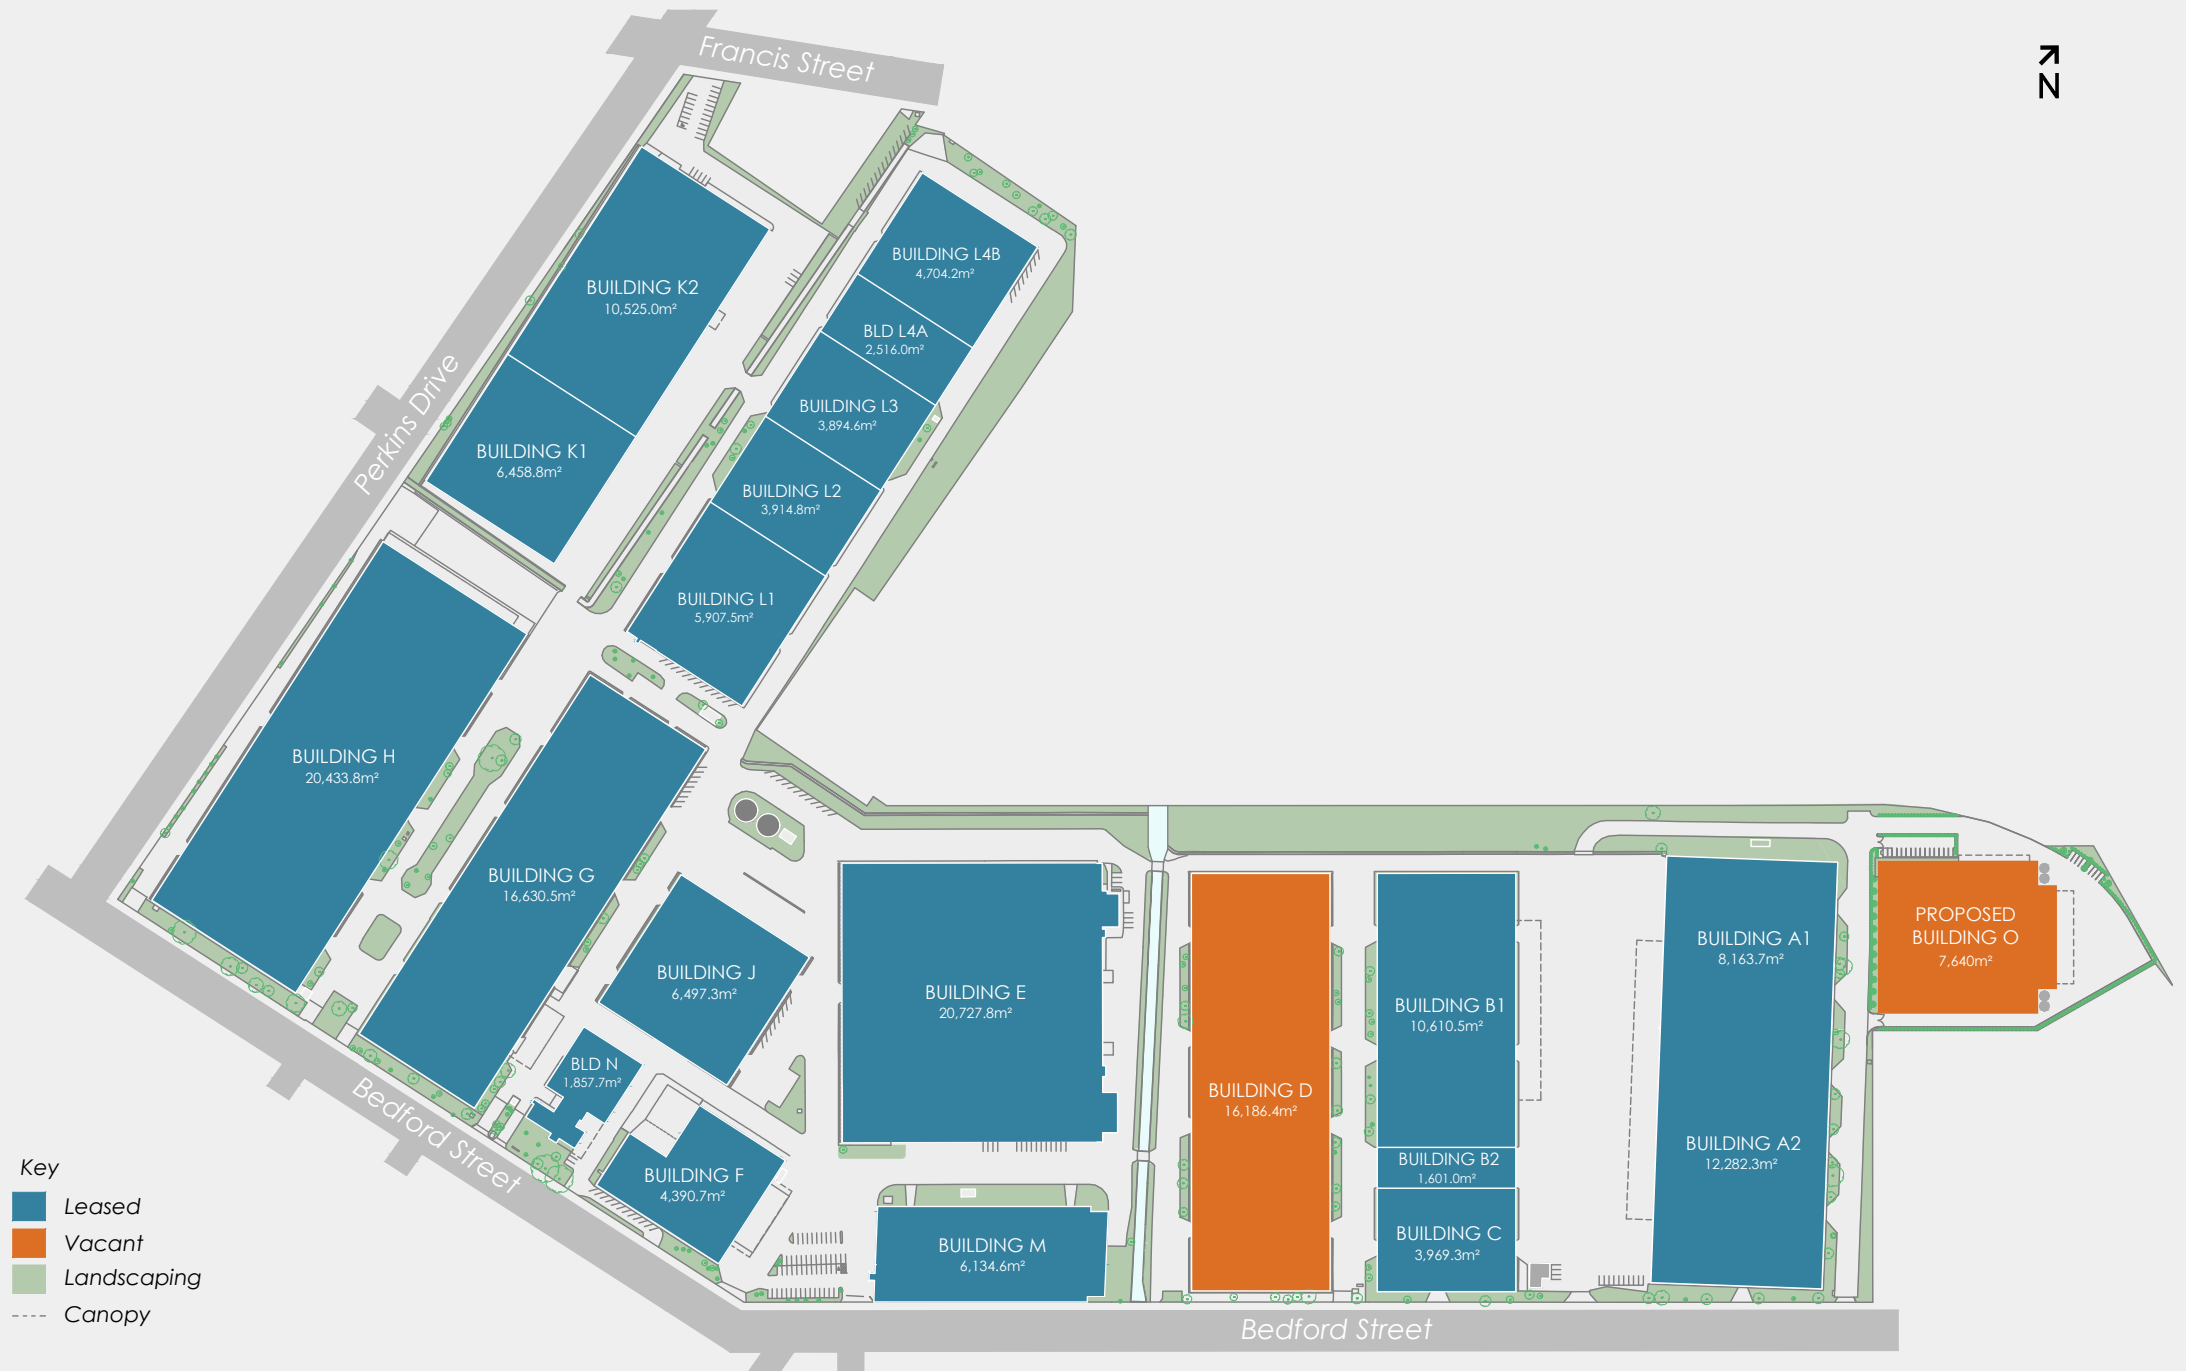 Francis Street
N
BUILDING L4B
4,704.2m²
BUILDING K2
10,525.0m²
BLD L4A
2,516.0m²
BUILDING L3
3,894.6m²
Perkins Drive
BUILDING K1
6,458.8m²
BUILDING L2
3,914.8m²
BUILDING L1
5,907.5m²
BUILDING H
20,433.8m²
BUILDING G
16,630.5m²
BUILDING J
6,497.3m²
BUILDING E
20,727.8m²
BUILDING B1
10,610.5m²
BUILDING A1
8,163.7m²
PROPOSED
BUILDING O
7,640m²
BLD N
1,857.7m²
BUILDING D
16,186.4m²
Bedford Street
BUILDING F
4,390.7m²
BUILDING B2
1,601.0m²
BUILDING A2
12,282.3m²
BUILDING M
6,134.6m²
BUILDING C
3,969.3m²
Bedford Street
Key
Leased
Vacant
Landscaping
Canopy